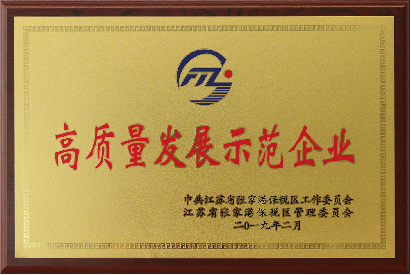 高质量发展示范企业
中共江苏省张家港保税区工作委员会
江苏省张家港保税区管理委员会
二〇一九年二月